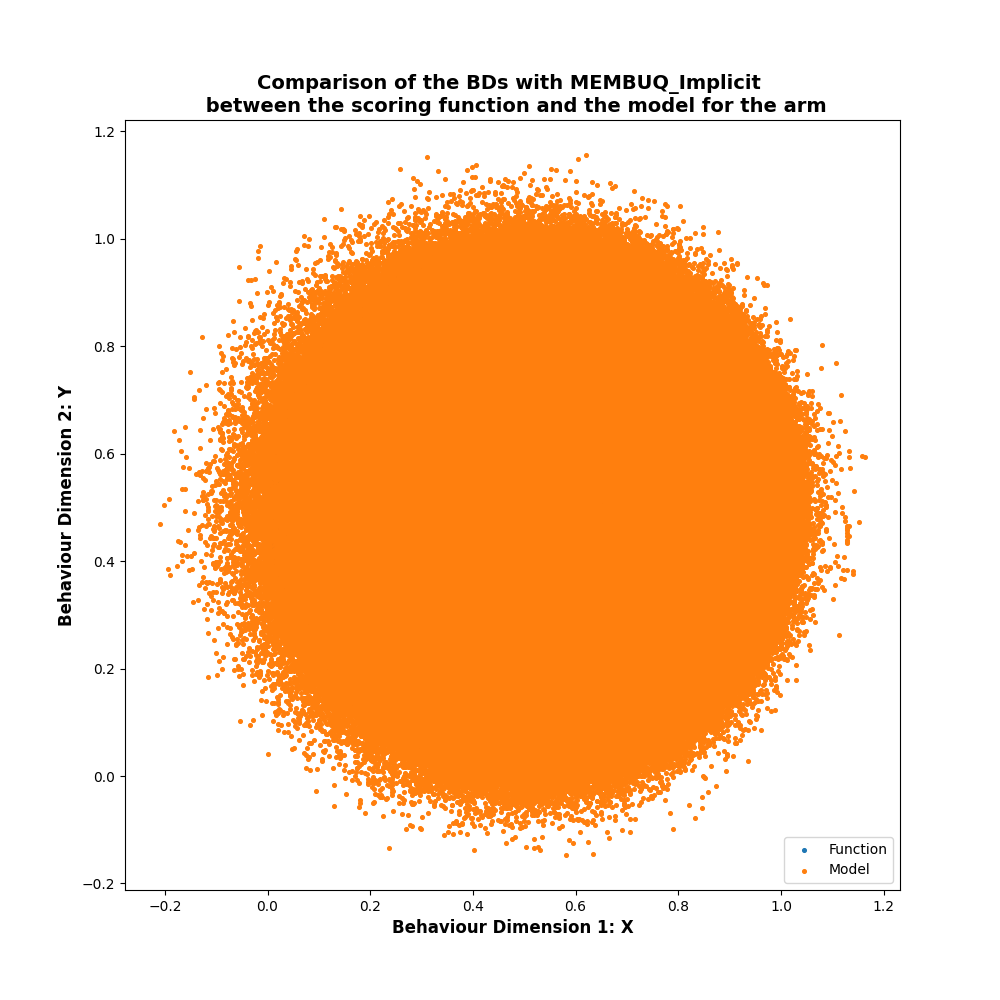 Comparison of the BDs with MEMBUQ_Implicit
between the scoring function and the model for the arm
1.2
1.0
0.8
0.6
0.4
0.2
0.0
−0.2
Behaviour Dimension 2: Y
−0.2
0.0
0.2
0.4
0.6
0.8
1.0
1.2
Behaviour Dimension 1: X
Function
Model